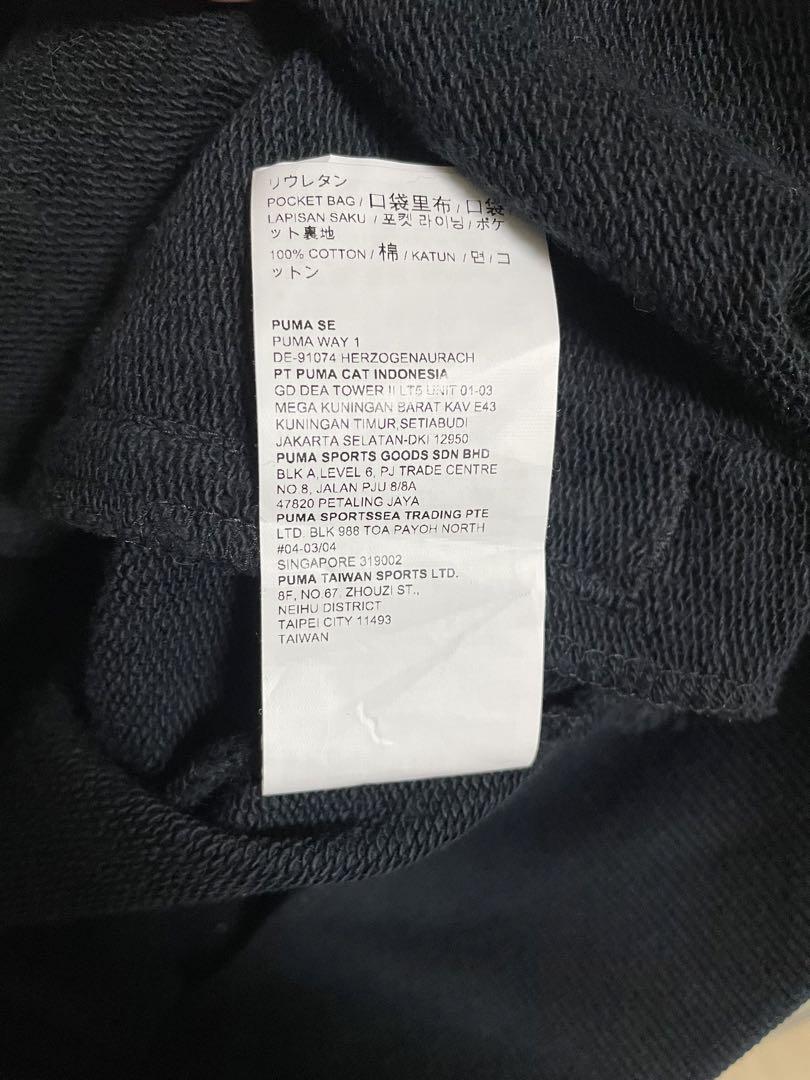 リウレタン
POCKET BAG / 口袋里布 / 口袋
LAPISAN SAKU / 포켓 라이닝 / ポケ
ット裏地
100% COTTON / 棉 / KATUN / 면 / コ
ットン
PUMA SE
PUMA WAY 1
DE-91074 HERZOGENAURACH
PT PUMA CAT INDONESIA
GD DEA TOWER II LT5 UNIT 01-03
MEGA KUNINGAN BARAT KAV E43
KUNINGAN TIMUR,SETIABUDI
JAKARTA SELATAN-DKI 12950
PUMA SPORTS GOODS SDN BHD
BLK A,LEVEL 6, PJ TRADE CENTRE
NO.8, JALAN PJU 8/8A
47820 PETALING JAYA
PUMA SPORTSSEA TRADING PTE
LTD. BLK 988 TOA PAYOH NORTH
#04-03/04
SINGAPORE 319002
PUMA TAIWAN SPORTS LTD.
8F, NO.67, ZHOUZI ST.,
NEIHU DISTRICT
TAIPEI CITY 11493
TAIWAN